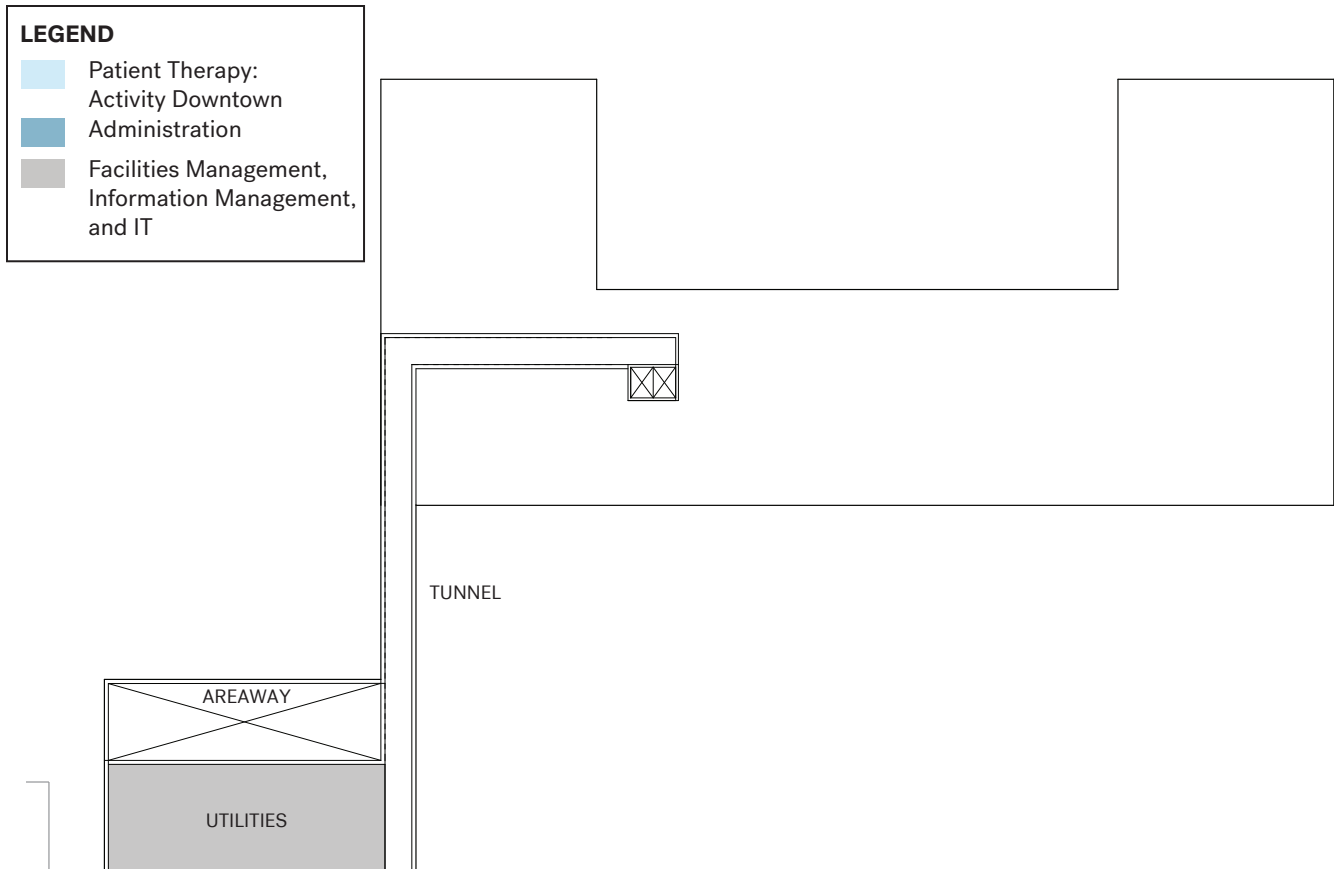 LEGEND
Patient Therapy:
Activity Downtown
Administration
Facilities Management,
Information Management,
and IT
TUNNEL
AREAWAY
UTILITIES